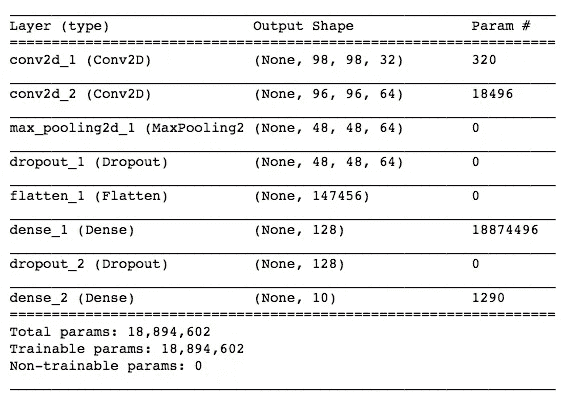 Layer (type) Output Shape Param #
conv2d_1 (Conv2D) (None, 98, 98, 32) 320
conv2d_2 (Conv2D) (None, 96, 96, 64) 18496
max_pooling2d_1 (MaxPooling2 (None, 48, 48, 64) 0
dropout_1 (Dropout) (None, 48, 48, 64) 0
flatten_1 (Flatten) (None, 147456) 0
dense_1 (Dense) (None, 128) 18874496
dropout_2 (Dropout) (None, 128) 0
dense_2 (Dense) (None, 10) 1290
Total params: 18,894,602
Trainable params: 18,894,602
Non-trainable params: 0